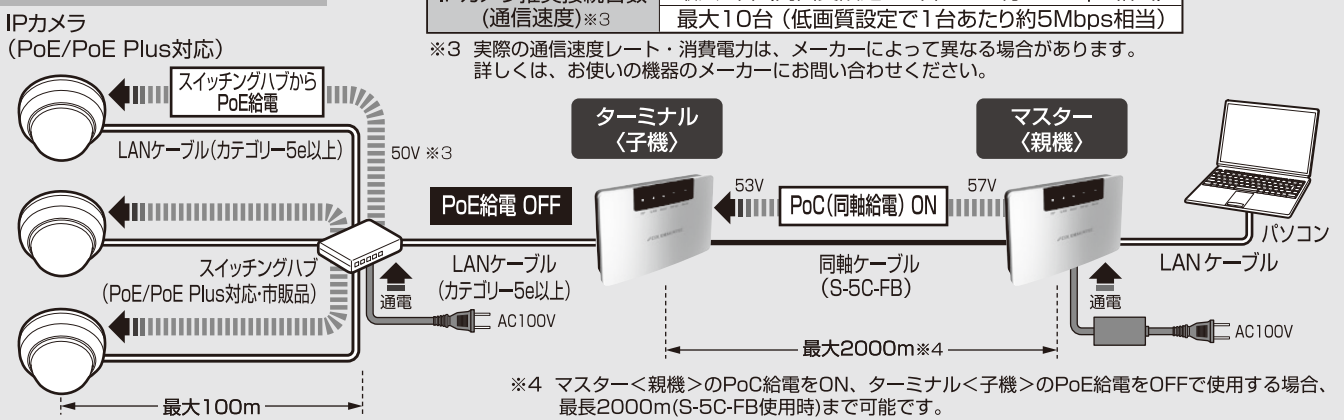 IPカメラ推奨接続台数
(通信速度)※3
最大10台(低画質設定で1台あたり約5Mbps相当)
※3 実際の通信速度レート・消費電力は、メーカーによって異なる場合があります。
詳しくは、お使いの機器のメーカーにお問い合わせください。
IPカメラ
(PoE/PoE Plus対応)
スイッチングハブから
PoE給電
LANケーブル(カテゴリー5e以上)
50V ※3
ターミナル
〈子機〉
マスター
〈親機〉
PoE給電 OFF
53V
PoC(同軸給電) ON
57V
パソコン
スイッチングハブ
(PoE/PoE Plus対応・市販品)
LANケーブル
(カテゴリー5e以上)
同軸ケーブル
(S-5C-FB)
LANケーブル
通電
AC100V
通電
AC100V
最大2000m※4
最大100m
※4 マスター<親機>のPoC給電をON、ターミナル<子機>のPoE給電をOFFで使用する場合、
最長2000m(S-5C-FB使用時)まで可能です。